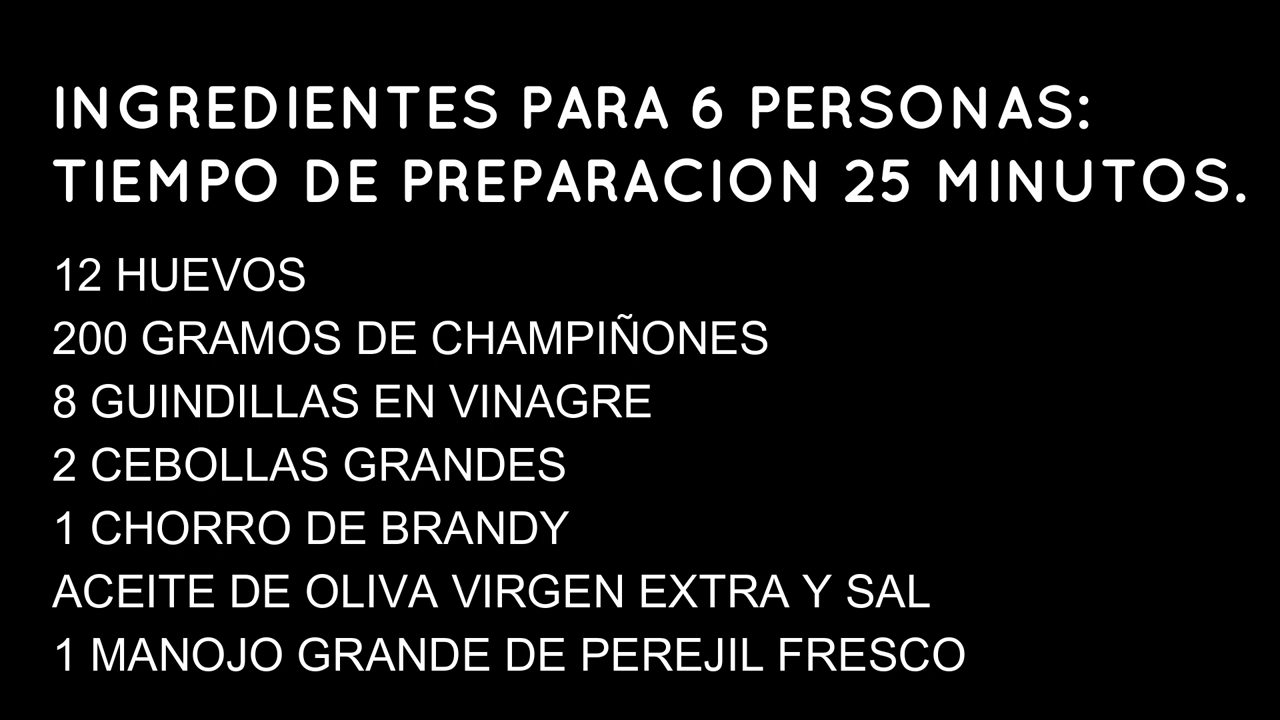 INGREDIENTES PARA 6 PERSONAS:
TIEMPO DE PREPARACION 25 MINUTOS.
12 HUEVOS
200 GRAMOS DE CHAMPIÑONES
8 GUINDILLAS EN VINAGRE
2 CEBOLLAS GRANDES
1 CHORRO DE BRANDY
ACEITE DE OLIVA VIRGEN EXTRA Y SAL
1 MANOJO GRANDE DE PEREJIL FRESCO